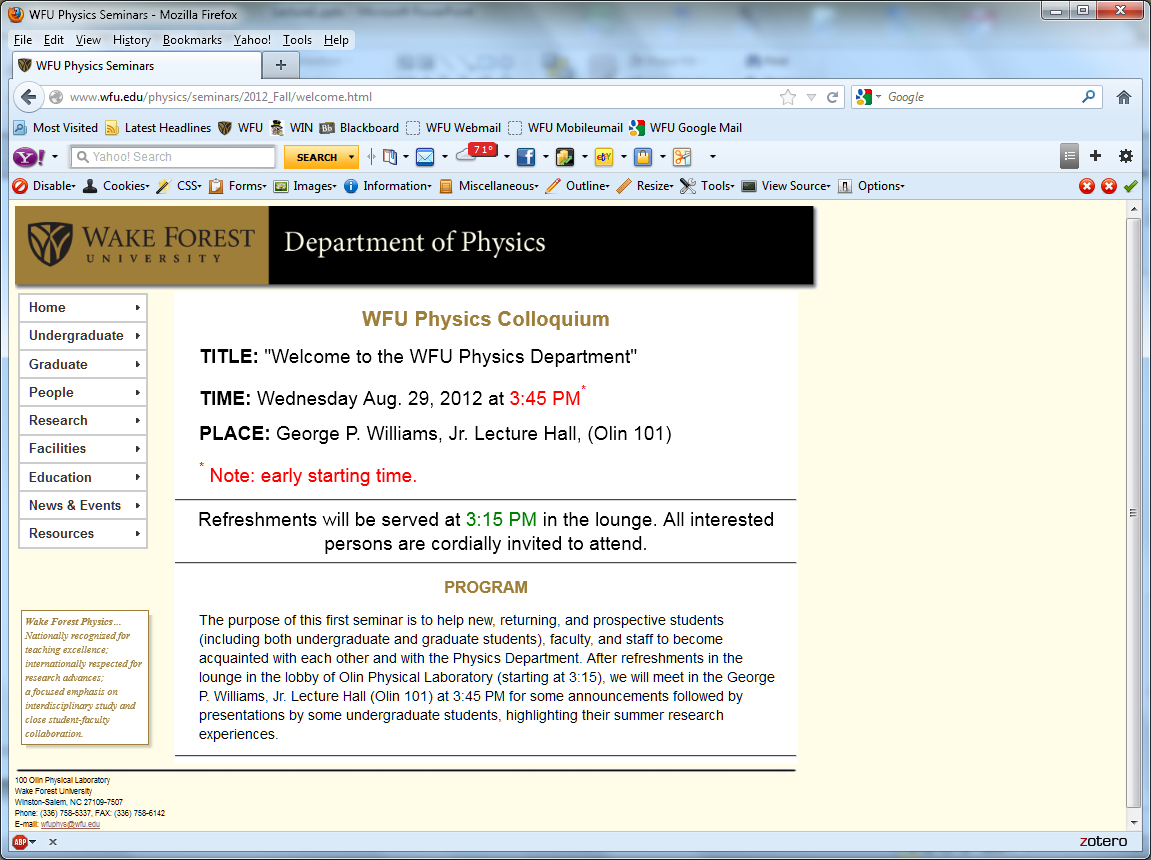 WFU Physics Seminars - Mozilla Firefox
File Edit View History Bookmarks Yahoo! Tools Help
WFU Physics Seminars
www.wfu.edu/physics/seminars/2012_Fall/welcome.html
Google
Most Visited Latest Headlines WFU WIN Bb Blackboard WFU Webmail WFU Mobileumail WFU Google Mail
Y! Yahoo! Search SEARCH 71° eBY
Disable Cookies CSS Forms Images Information Miscellaneous Outline Resize Tools View Source Options
WAKE FOREST
UNIVERSITY
Department of Physics
Home
Undergraduate
Graduate
People
Research
Facilities
Education
News & Events
Resources
Wake Forest Physics...
Nationally recognized for
teaching excellence;
internationally respected for
research advances;
a focused emphasis on
interdisciplinary study and
close student-faculty
collaboration.
WFU Physics Colloquium
TITLE: "Welcome to the WFU Physics Department"
TIME: Wednesday Aug. 29, 2012 at 3:45 PM*
PLACE: George P. Williams, Jr. Lecture Hall, (Olin 101)
* Note: early starting time.
Refreshments will be served at 3:15 PM in the lounge. All interested
persons are cordially invited to attend.
PROGRAM
The purpose of this first seminar is to help new, returning, and prospective students
(including both undergraduate and graduate students), faculty, and staff to become
acquainted with each other and with the Physics Department. After refreshments in the
lounge in the lobby of Olin Physical Laboratory (starting at 3:15), we will meet in the George
P. Williams, Jr. Lecture Hall (Olin 101) at 3:45 PM for some announcements followed by
presentations by some undergraduate students, highlighting their summer research
experiences.
100 Olin Physical Laboratory
Wake Forest University
Winston-Salem, NC 27109-7507
Phone: (336) 758-5337, FAX: (336) 758-6142
E-mail: wfuphys@wfu.edu
ABP
zotero